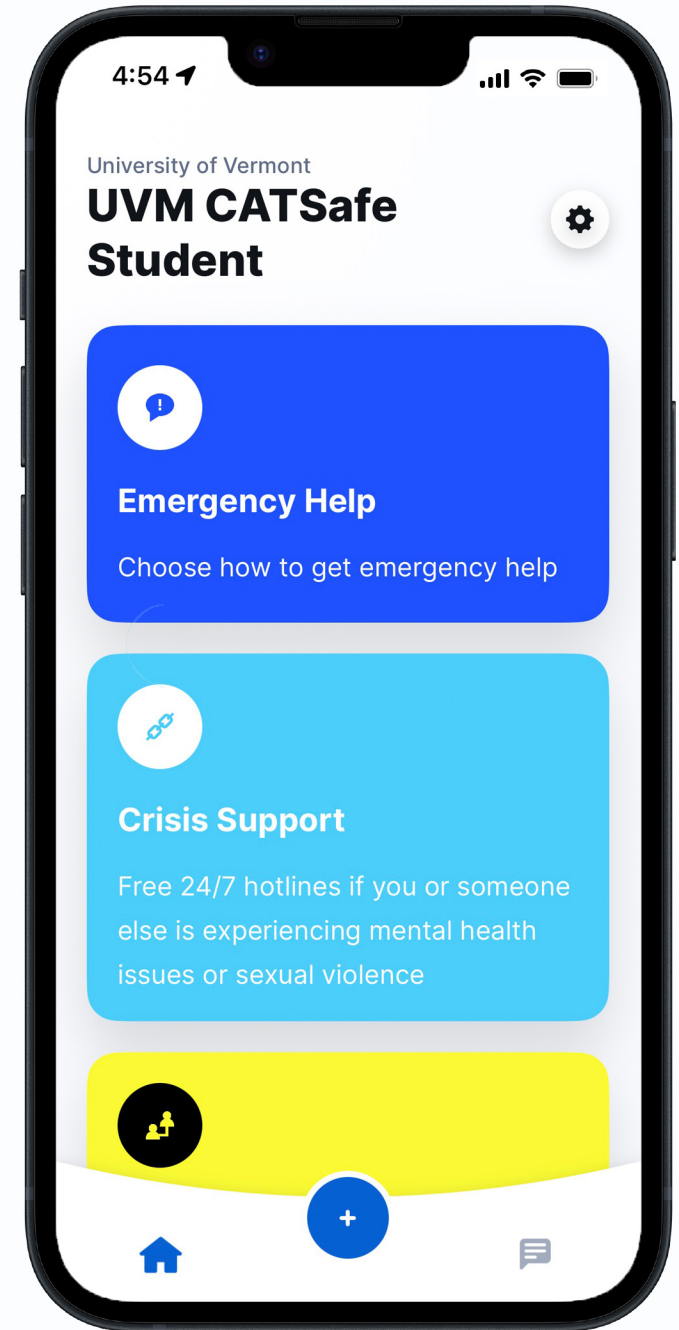 4:54
University of Vermont
UVM CATSafe
Student
Emergency Help
Choose how to get emergency help
Crisis Support
Free 24/7 hotlines if you or someone
else is experiencing mental health
issues or sexual violence